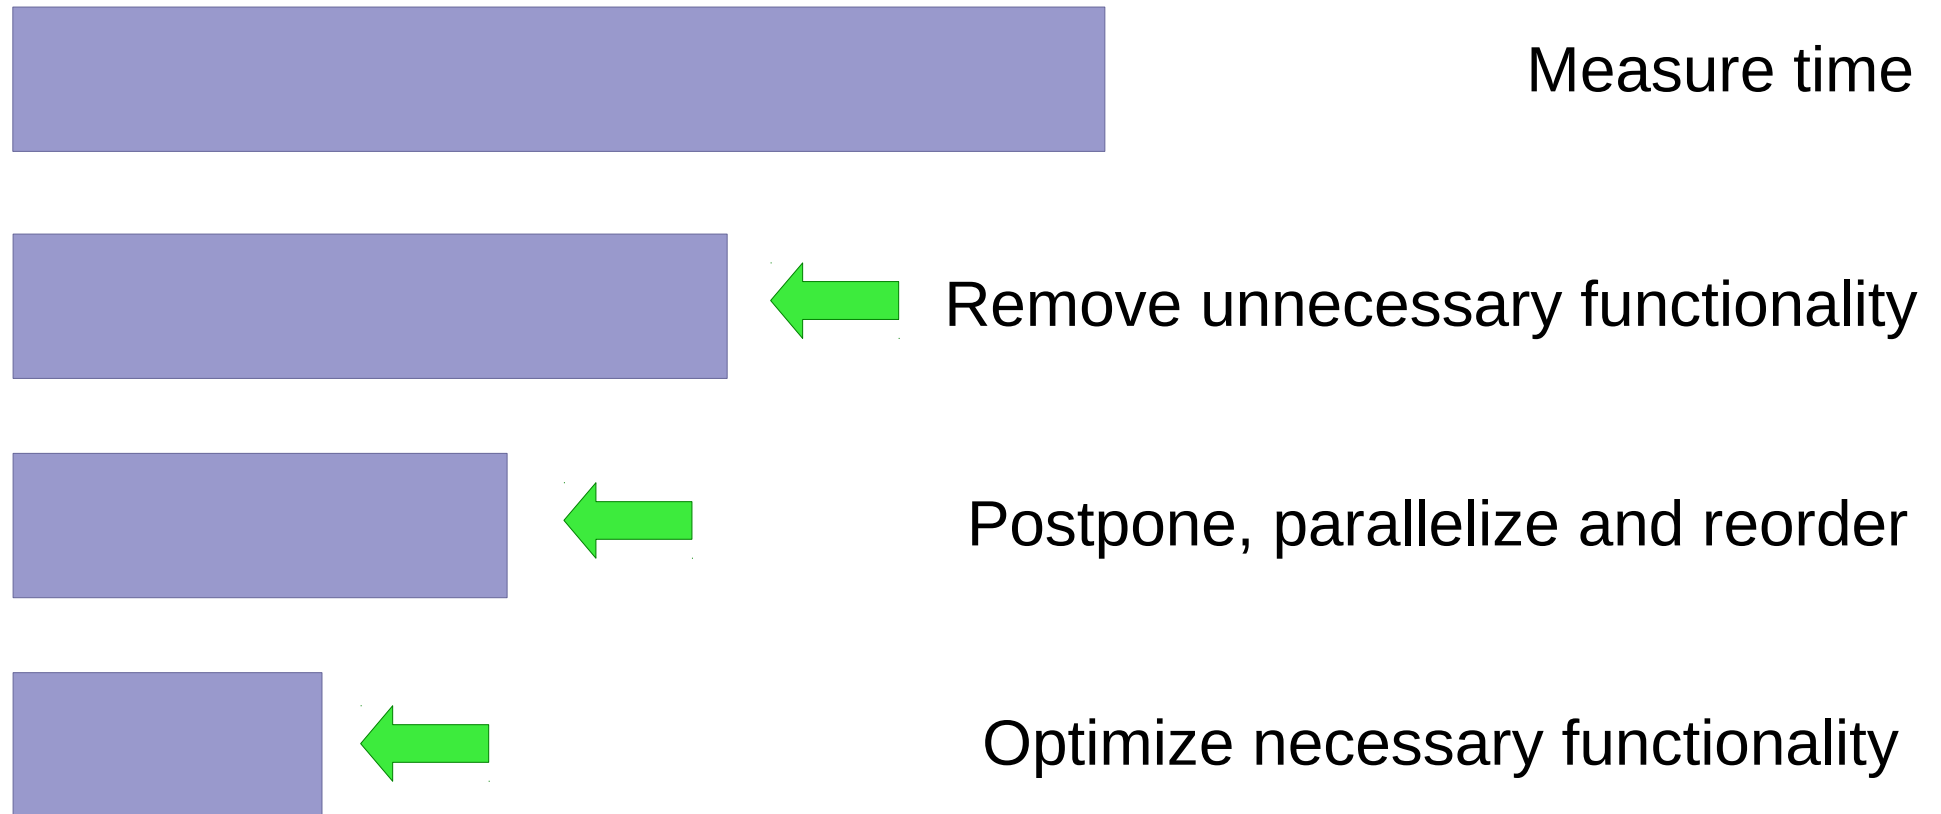 Measure time
Remove unnecessary functionality
Postpone, parallelize and reorder
Optimize necessary functionality